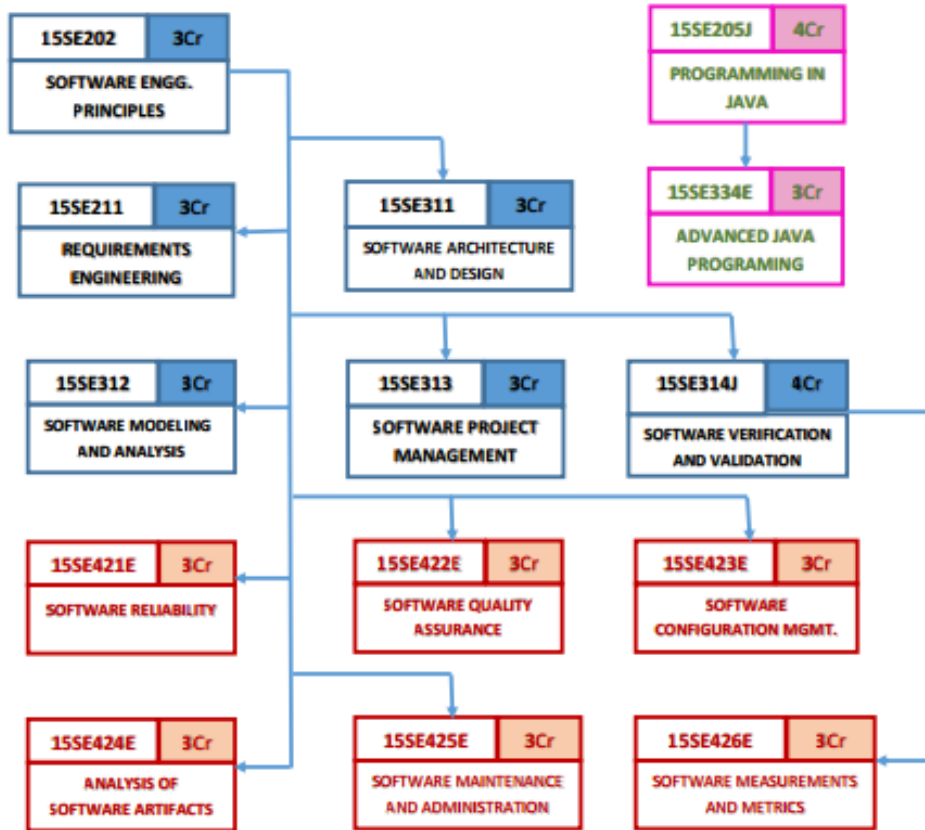 15SE202 3Cr
SOFTWARE ENGG.
PRINCIPLES
15SE205J 4Cr
PROGRAMMING IN
JAVA
15SE211 3Cr
REQUIREMENTS
ENGINEERING
15SE311 3Cr
SOFTWARE ARCHITECTURE
AND DESIGN
15SE334E 3Cr
ADVANCED JAVA
PROGRAMING
15SE312 3Cr
SOFTWARE MODELING
AND ANALYSIS
15SE313 3Cr
SOFTWARE PROJECT
MANAGEMENT
15SE314J 4Cr
SOFTWARE VERIFICATION
AND VALIDATION
15SE421E 3Cr
SOFTWARE RELIABILITY
15SE422E 3Cr
SOFTWARE QUALITY
ASSURANCE
15SE423E 3Cr
SOFTWARE
CONFIGURATION MGMT.
15SE424E 3Cr
ANALYSIS OF
SOFTWARE ARTIFACTS
15SE425E 3Cr
SOFTWARE MAINTENANCE
AND ADMINISTRATION
15SE426E 3Cr
SOFTWARE MEASUREMENTS
AND METRICS